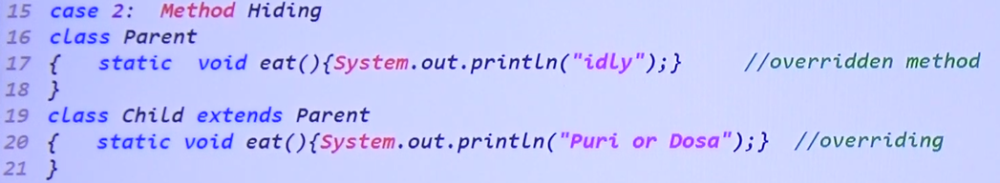 15 case 2: Method Hiding
16 class Parent
17 { static void eat(){System.out.println("idly");} //overridden method
18 }
19 class Child extends Parent
20 { static void eat(){System.out.println("Puri or Dosa");} //overriding
21 }